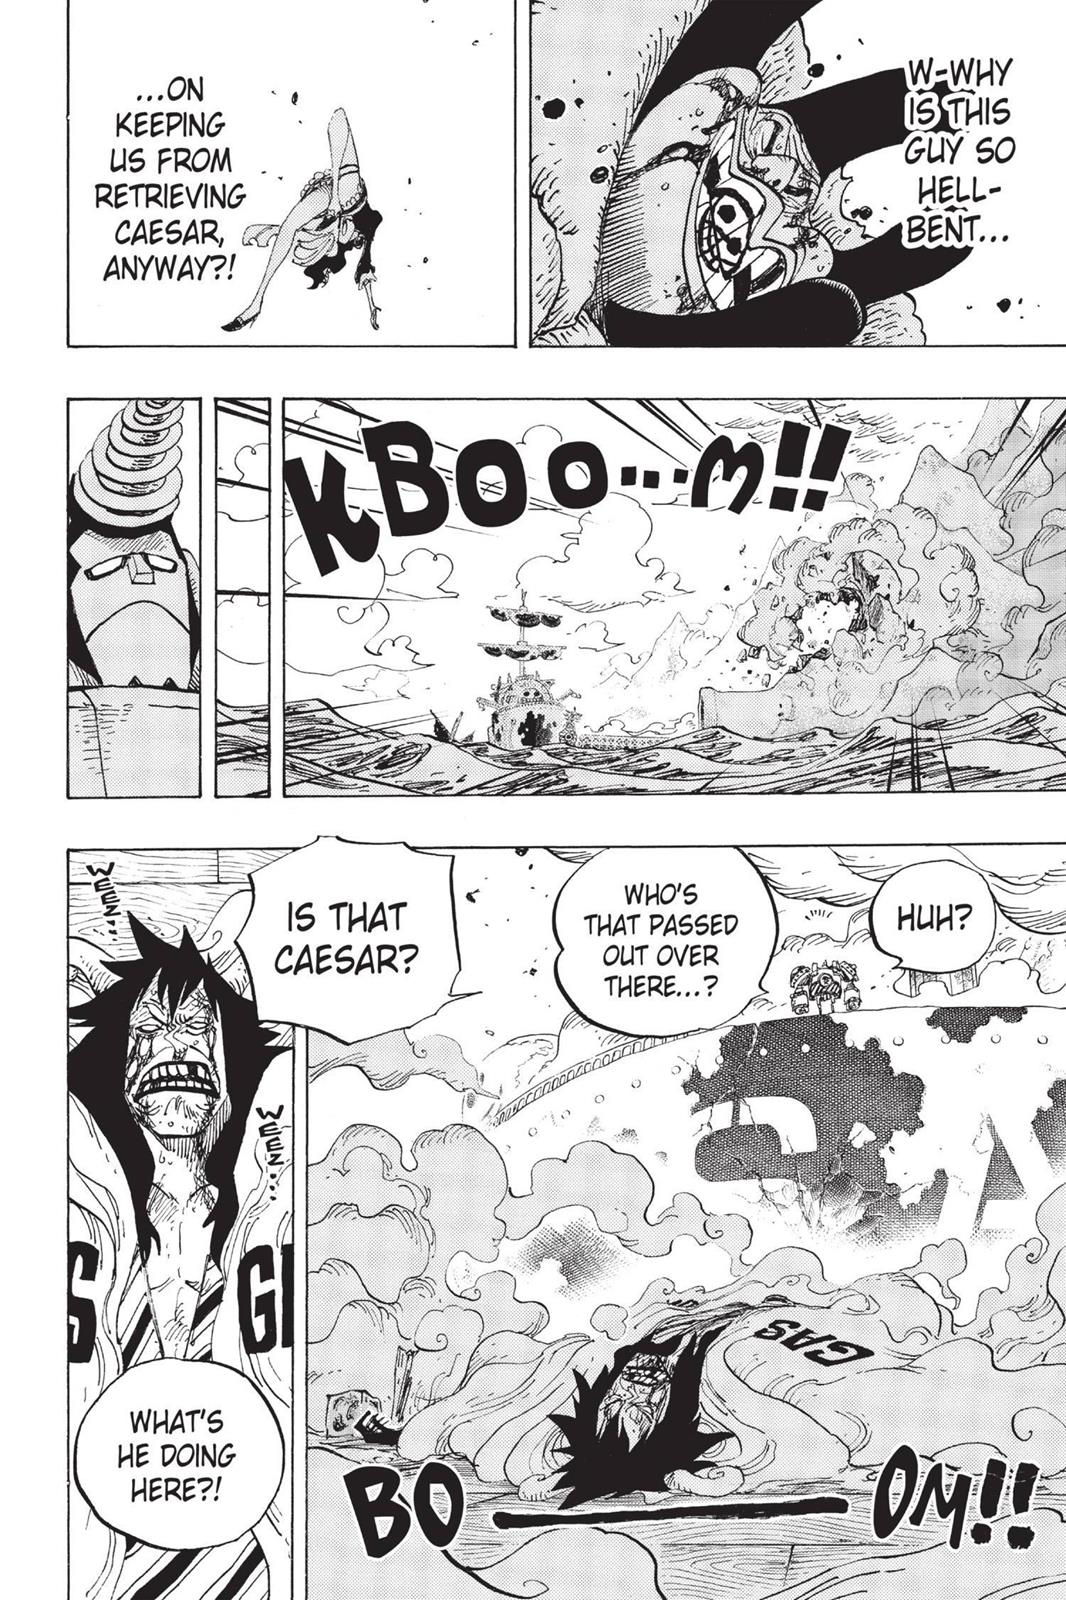 W-WHY
IS THIS
GUY SO
HELL-
BENT...
...ON
KEEPING
US FROM
RETRIEVING
CAESAR,
ANYWAY?!
KBOO...M!!
HUH?
WHO'S
THAT PASSED
OUT OVER
THERE...?
GAS
BO OM!!
IS THAT
CAESAR?
WEEZ...
WEEZ...
S
G
WHAT'S
HE DOING
HERE?!